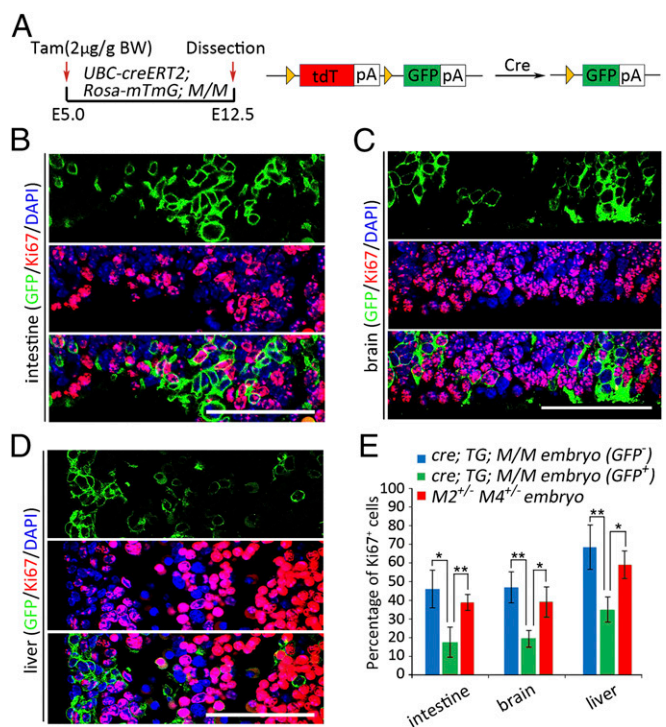 A
Tam(2μg/g BW)
Dissection
UBC-creERT2;
Rosa-mTmG; M/M
E5.0
E12.5
tdT pA GFP pA
Cre
GFP pA
B
intestine (GFP/Ki67/DAPI)
C
brain (GFP/Ki67/DAPI)
D
liver (GFP/Ki67/DAPI)
E
cre; TG; M/M embryo (GFP-)
cre; TG; M/M embryo (GFP+)
M2+/- M4+/- embryo
Percentage of Ki67+ cells
100
90
80
70
60
50
40
30
20
10
0
* **
** *
** *
intestine
brain
liver